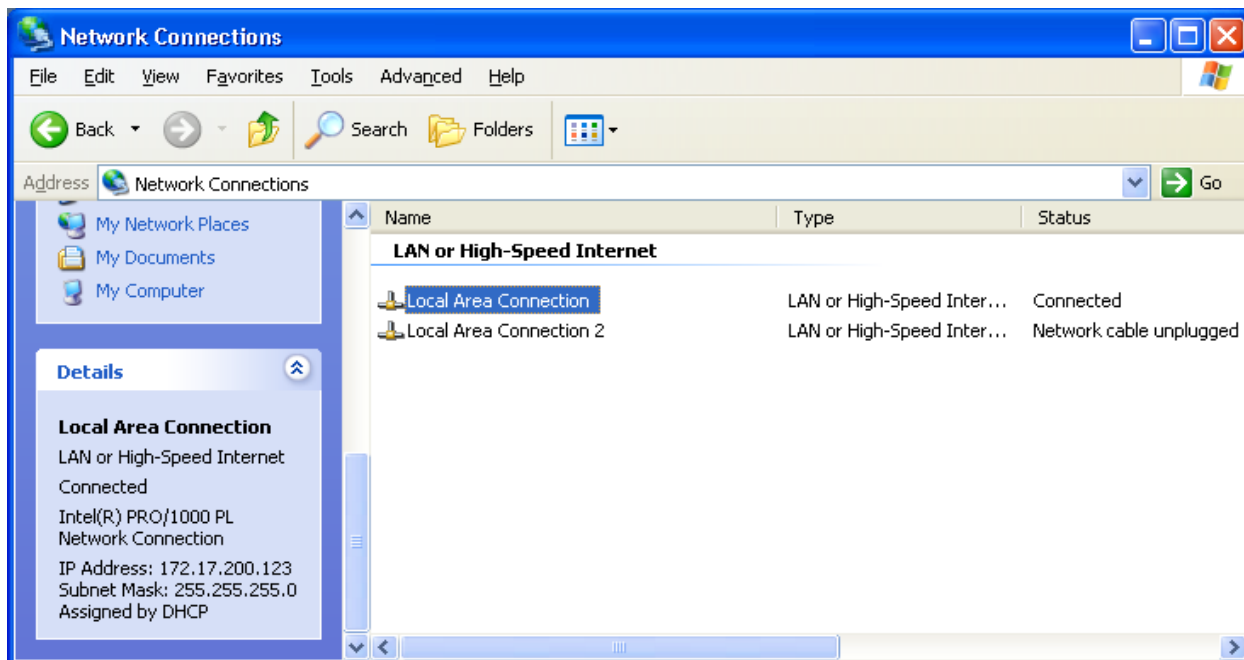 Network Connections
File Edit View Favorites Tools Advanced Help
Back Search Folders
Address Network Connections Go
My Network Places
My Documents
My Computer
Details
Local Area Connection
LAN or High-Speed Internet
Connected
Intel(R) PRO/1000 PL
Network Connection
IP Address: 172.17.200.123
Subnet Mask: 255.255.255.0
Assigned by DHCP
Name Type Status
LAN or High-Speed Internet
Local Area Connection LAN or High-Speed Inter... Connected
Local Area Connection 2 LAN or High-Speed Inter... Network cable unplugged